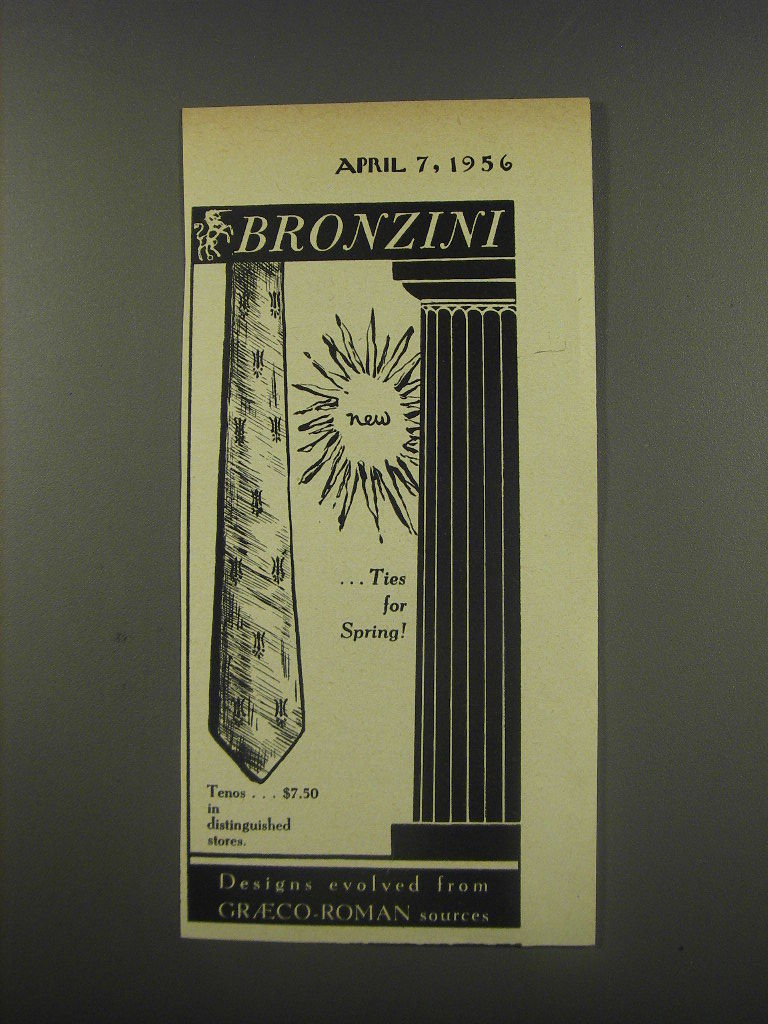 APRIL 7, 1956
BRONZINI
new
...Ties
for
Spring!
Tenos . . . $7.50
in
distinguished
stores.
Designs evolved from
GRÆCO-ROMAN sources